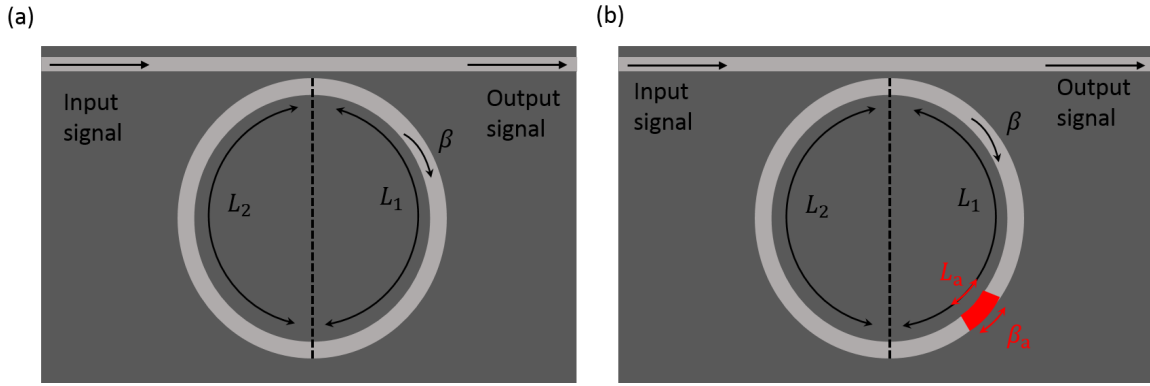 (a)
Input
signal
Output
signal
β
L₂
L₁
(b)
Input
signal
Output
signal
β
L₂
L₁
Lₐ
βₐ